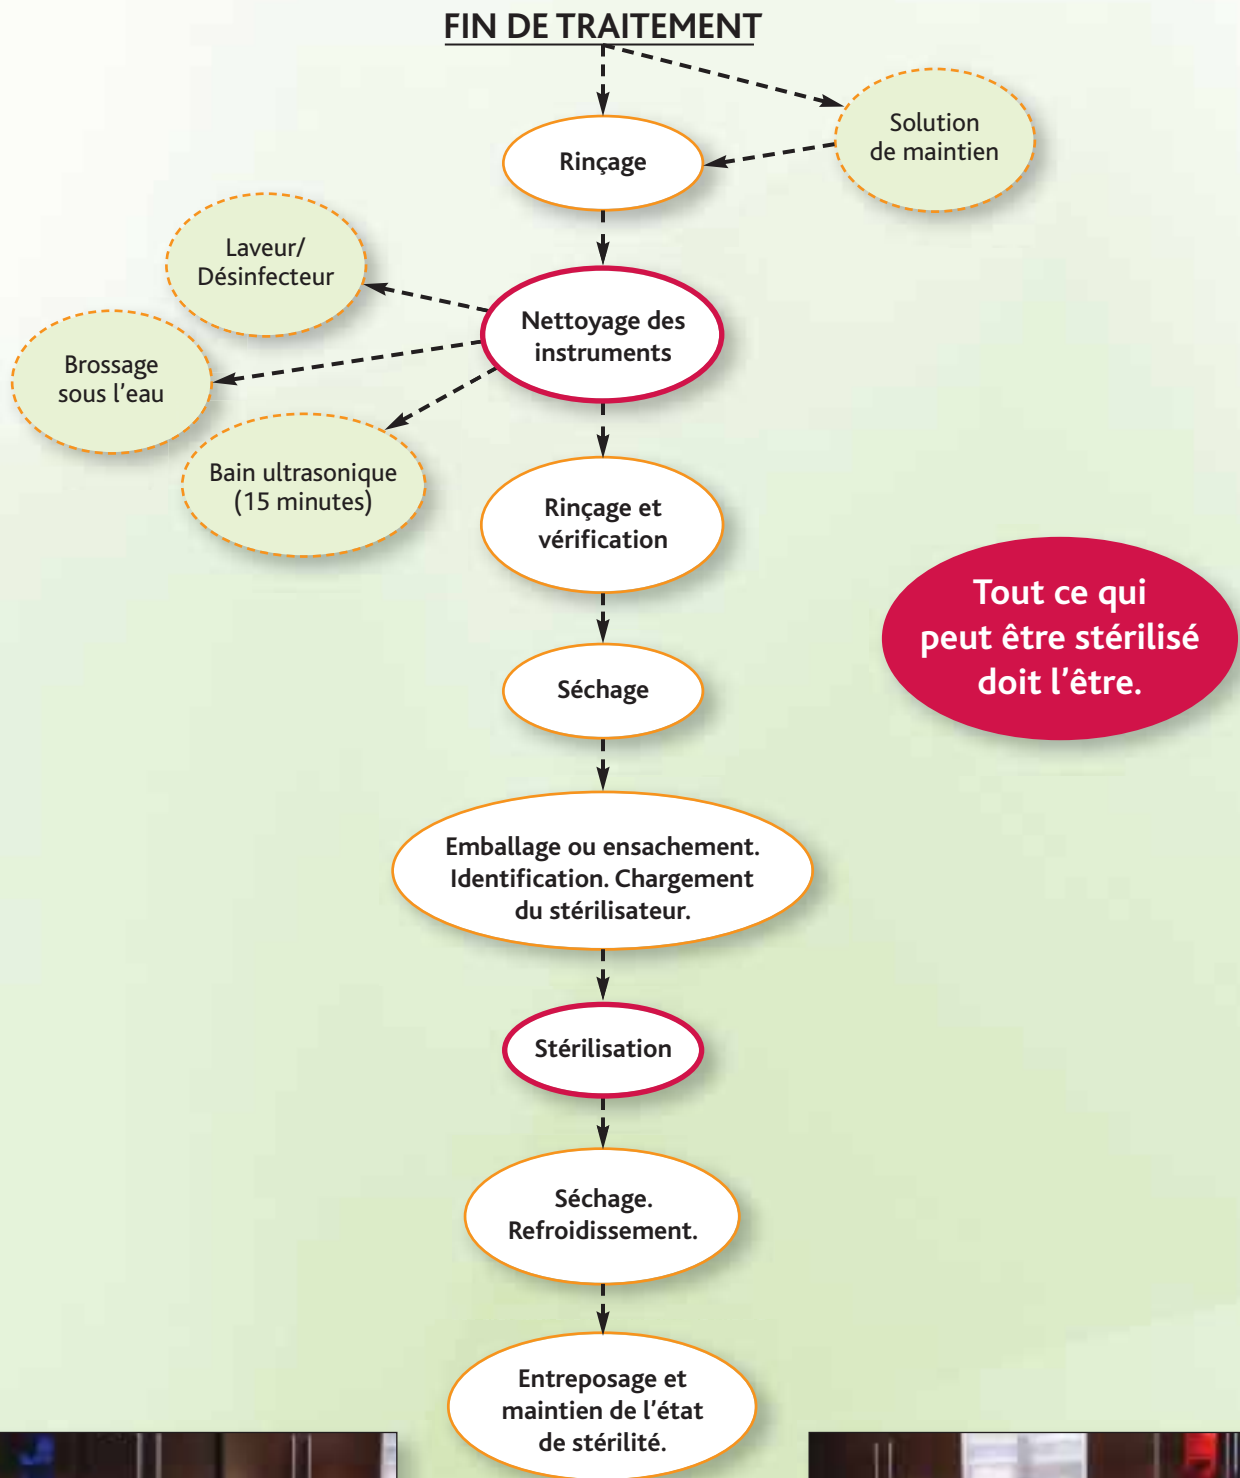 FIN DE TRAITEMENT
Solution
de maintien
Rinçage
Laveur/
Désinfecteur
Nettoyage des
instruments
Brossage
sous l'eau
Bain ultrasonique
(15 minutes)
Rinçage et
vérification
Tout ce qui
peut être stérilisé
doit l'être.
Séchage
Emballage ou ensachement.
Identification. Chargement
du stérilisateur.
Stérilisation
Séchage.
Refroidissement.
Entreposage et
maintien de l'état
de stérilité.